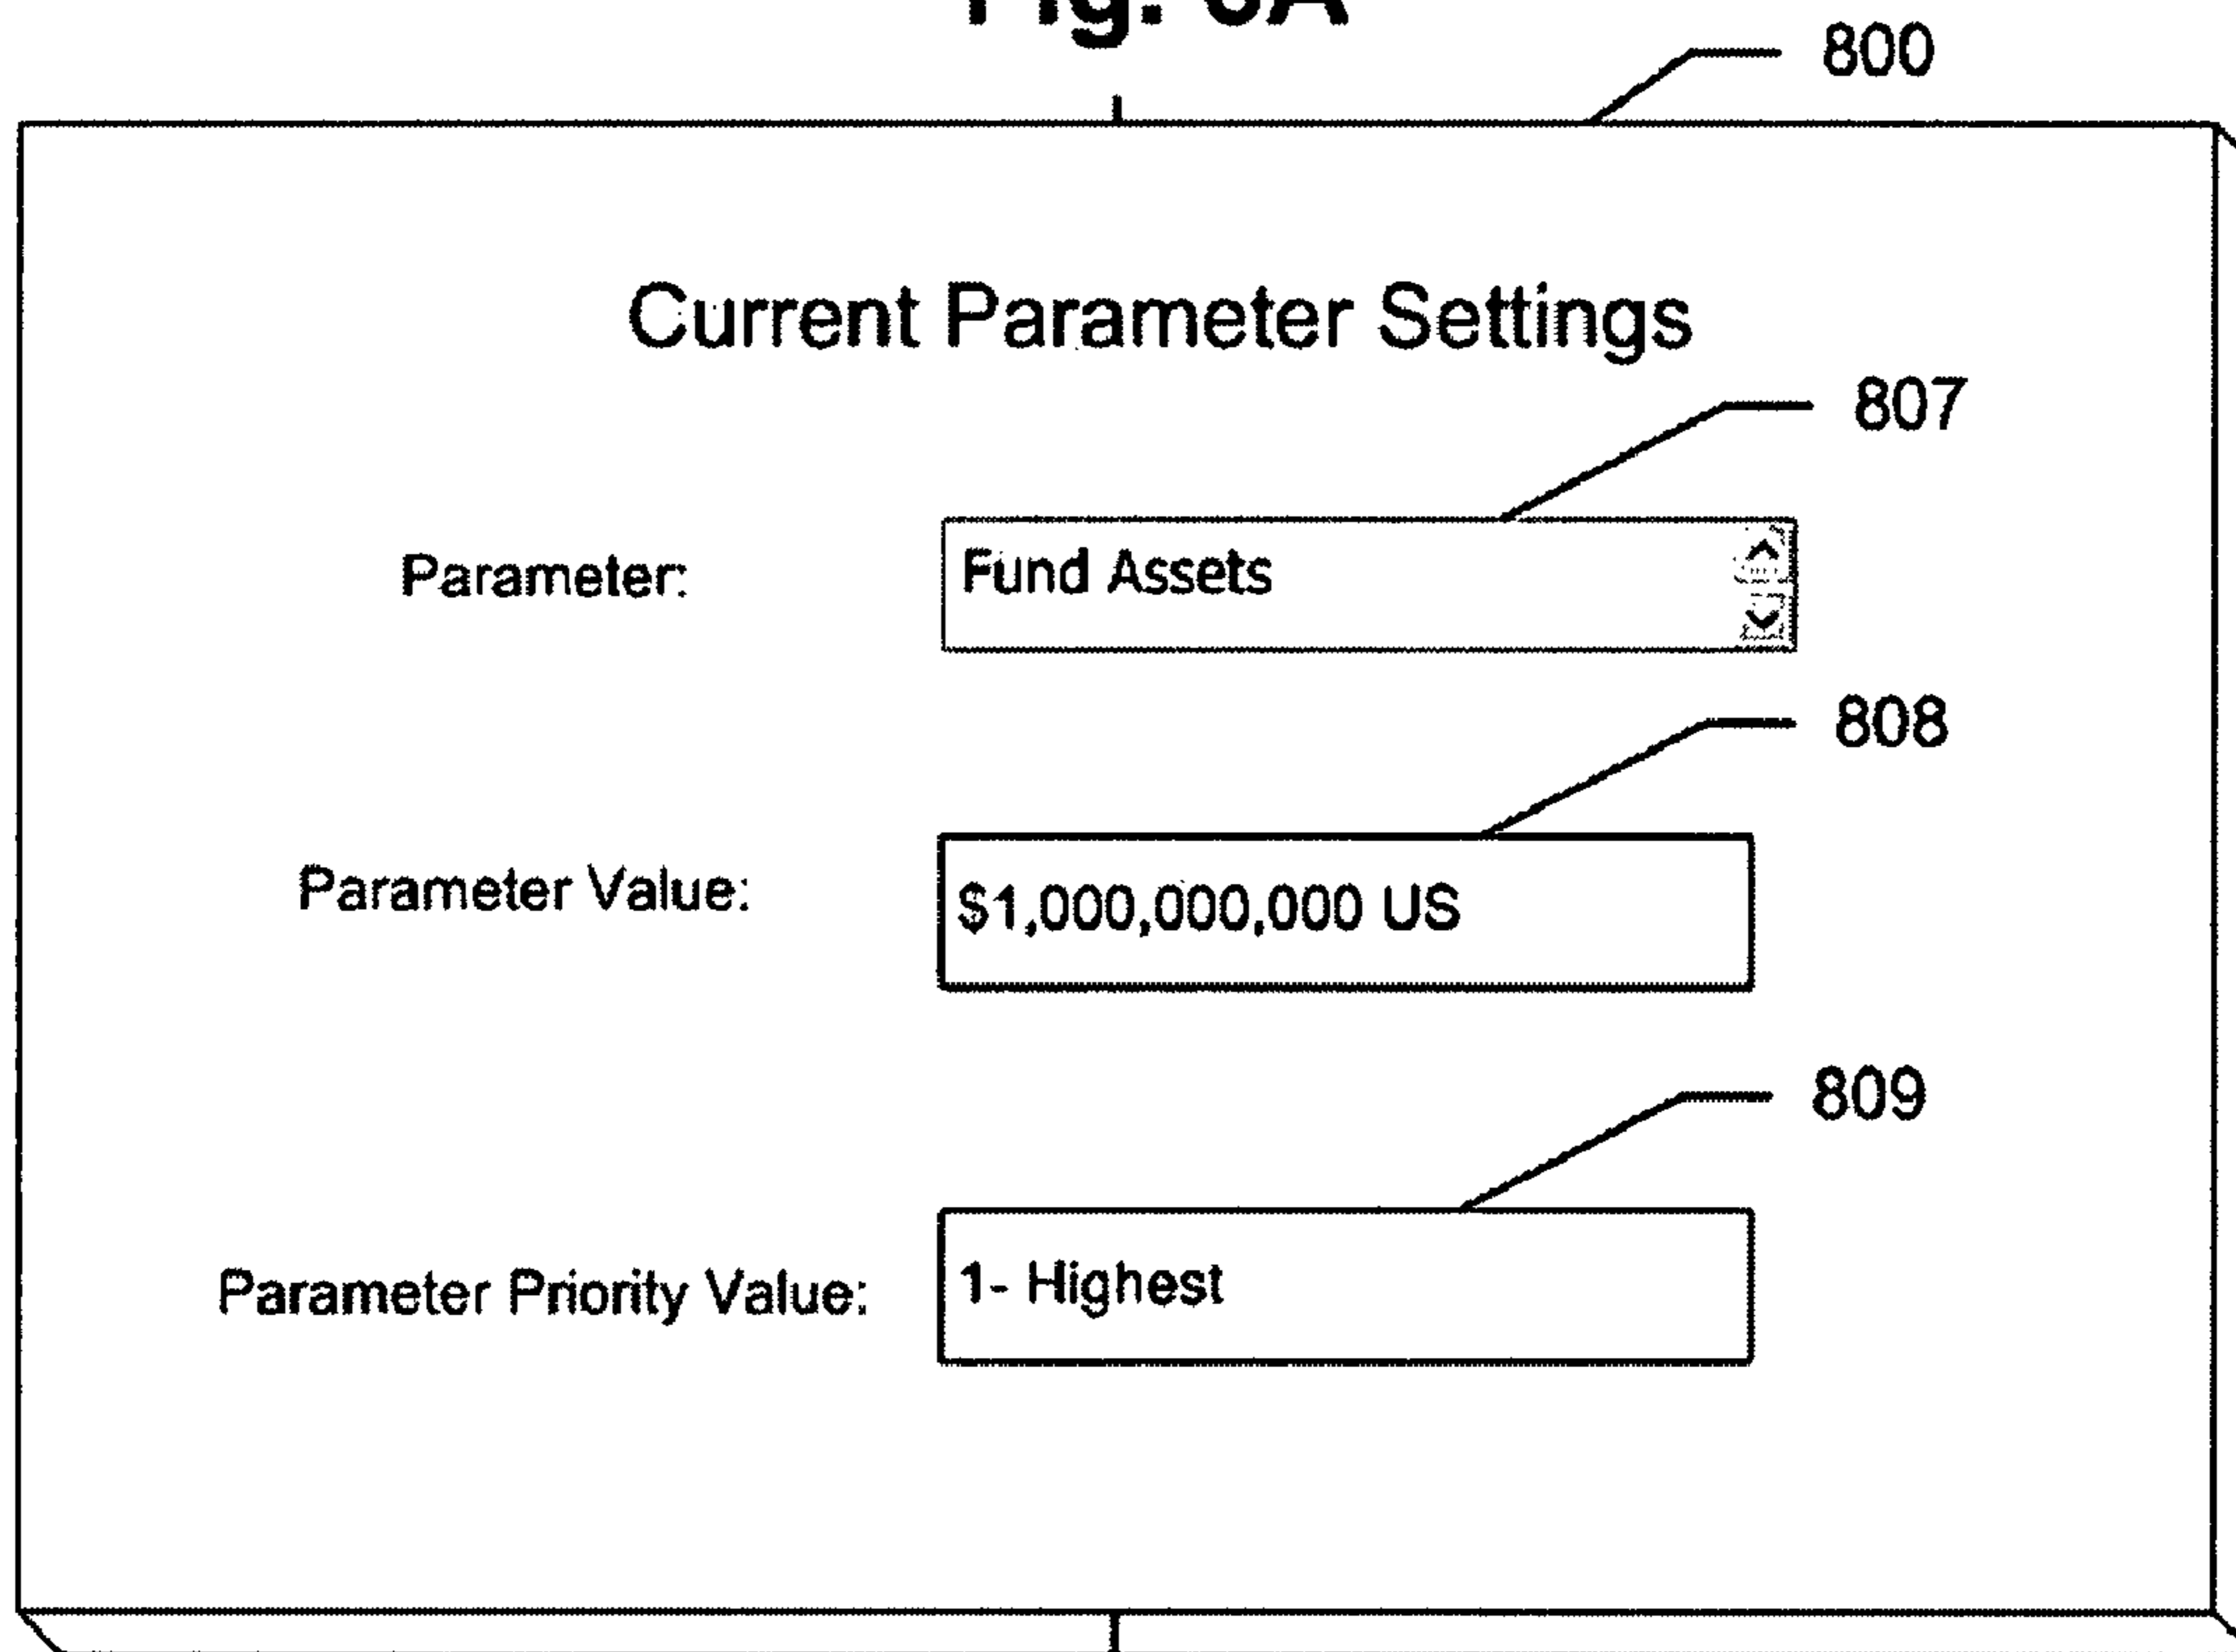 800
Current Parameter Settings
807
Parameter: Fund Assets
808
Parameter Value: $1,000,000,000 US
809
Parameter Priority Value: 1- Highest